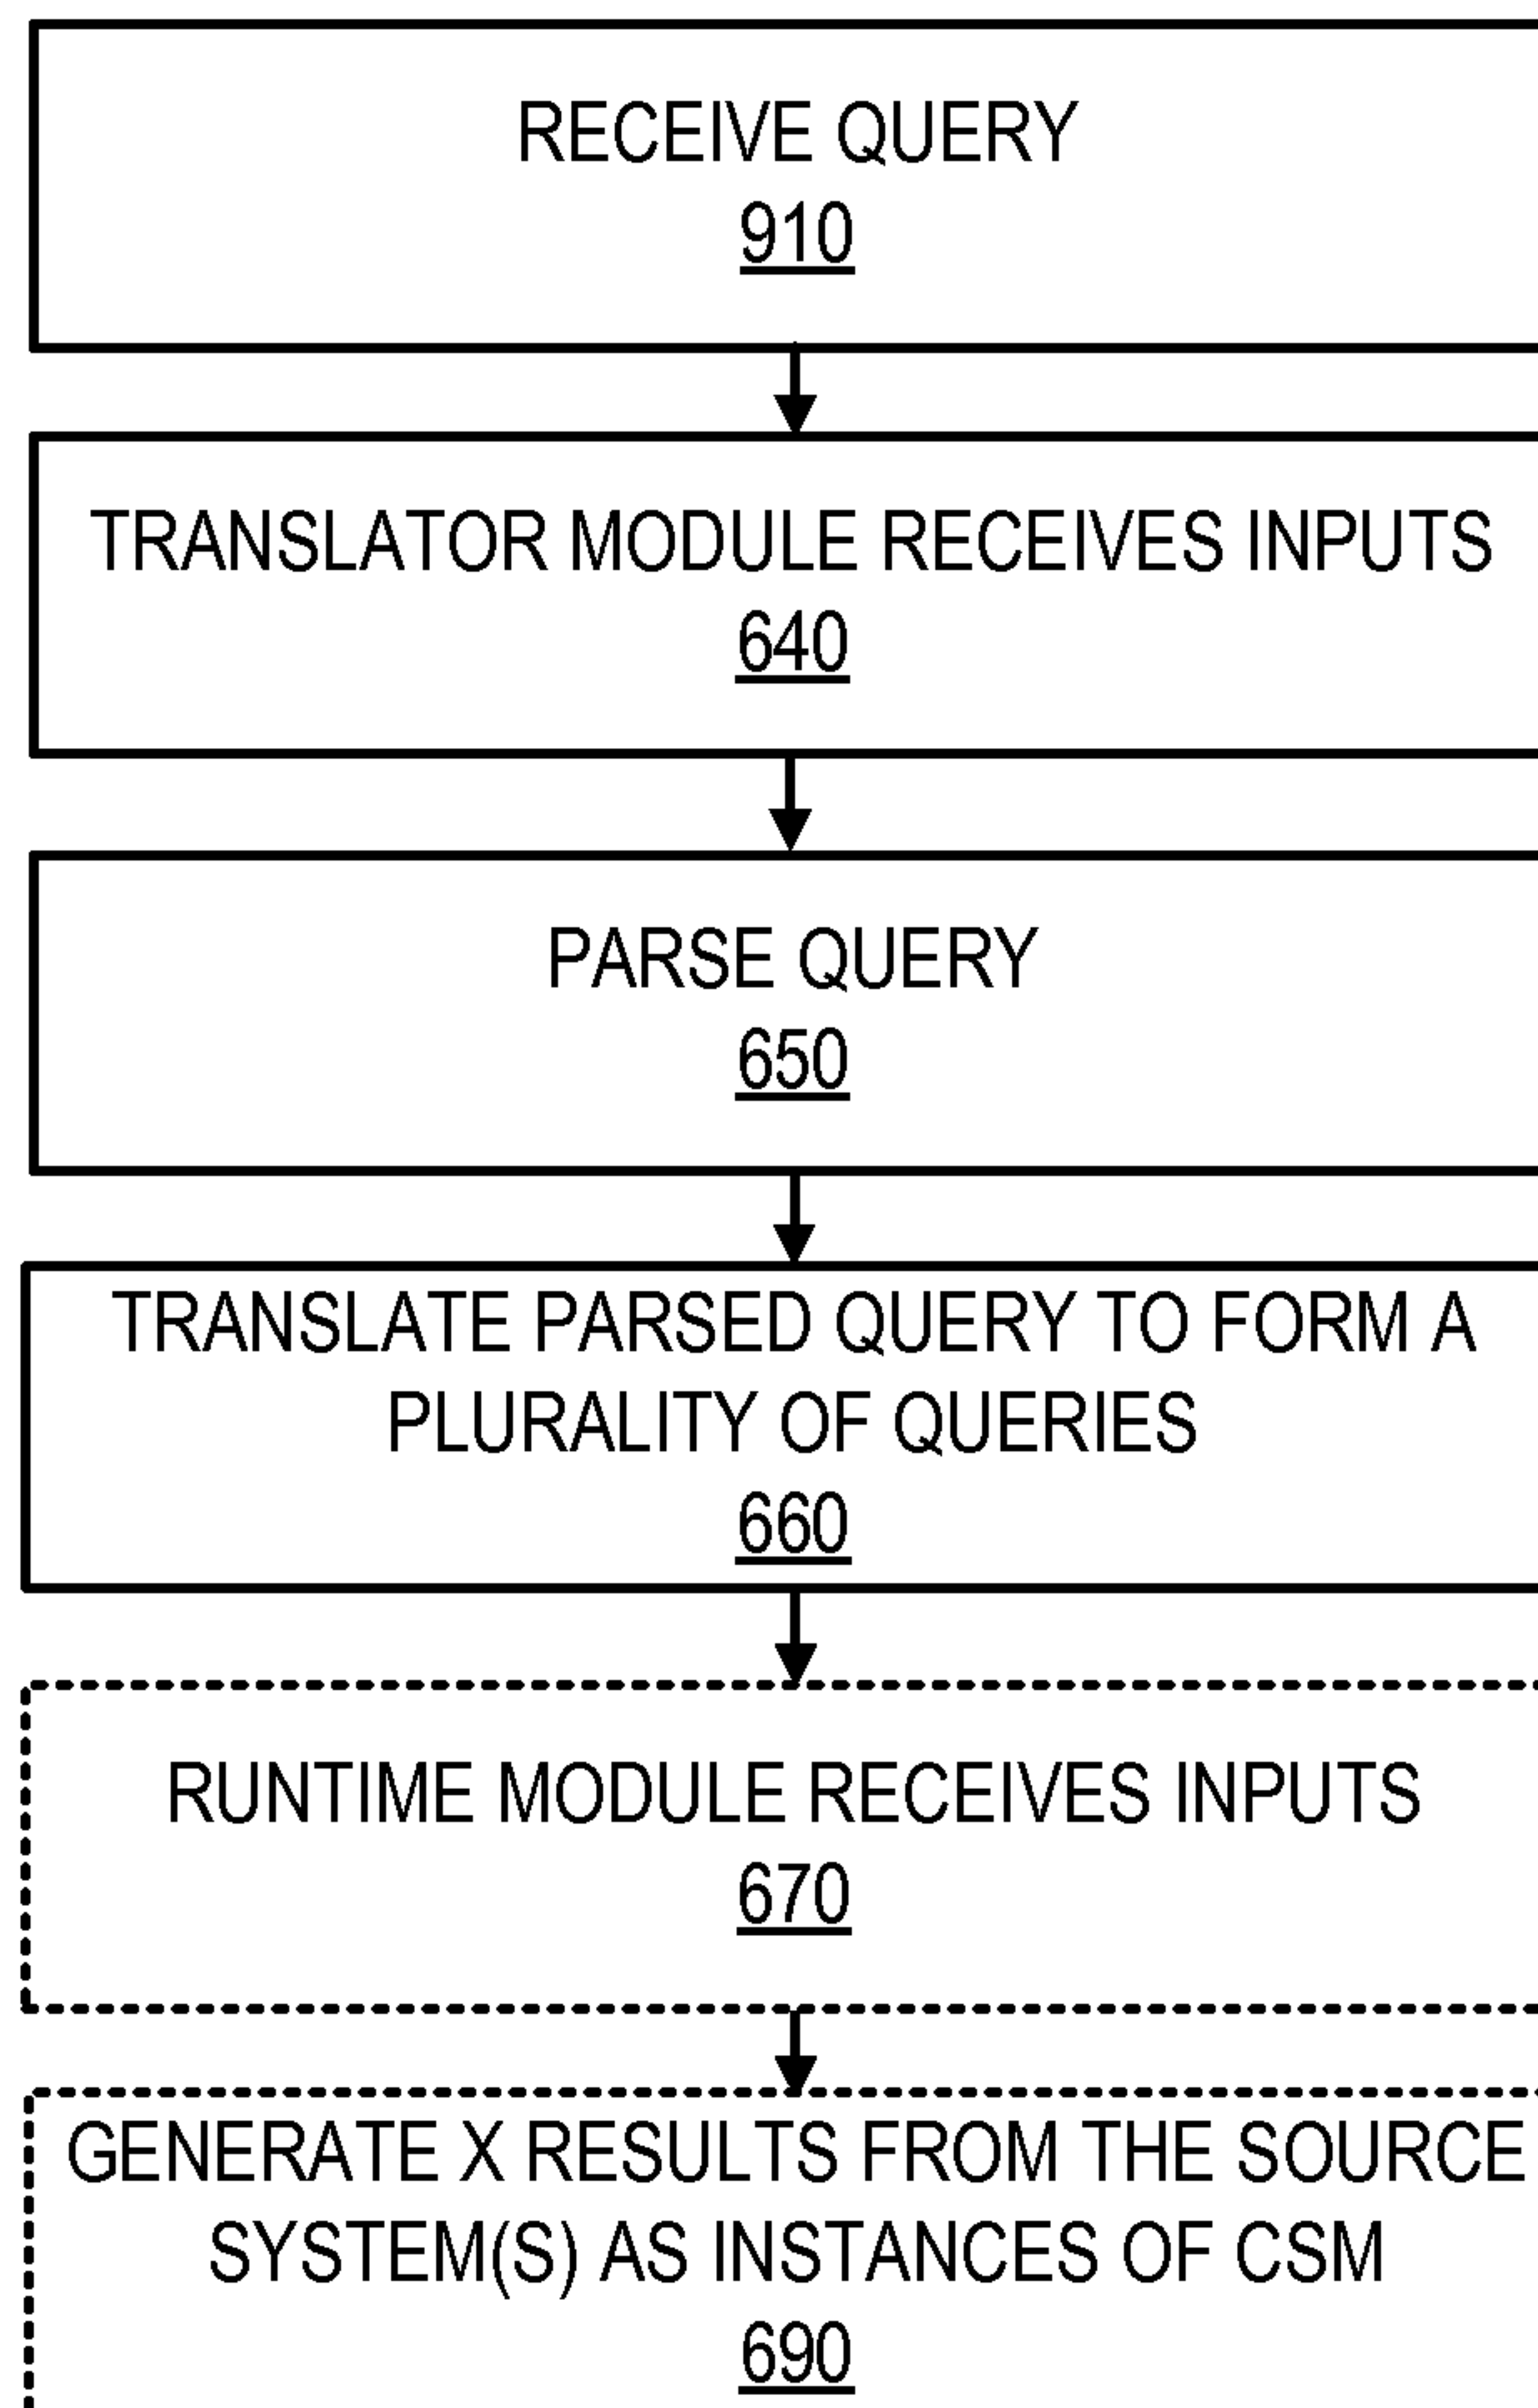 RECEIVE QUERY
910
TRANSLATOR MODULE RECEIVES INPUTS
640
PARSE QUERY
650
TRANSLATE PARSED QUERY TO FORM A
PLURALITY OF QUERIES
660
RUNTIME MODULE RECEIVES INPUTS
670
GENERATE X RESULTS FROM THE SOURCE
SYSTEM(S) AS INSTANCES OF CSM
690